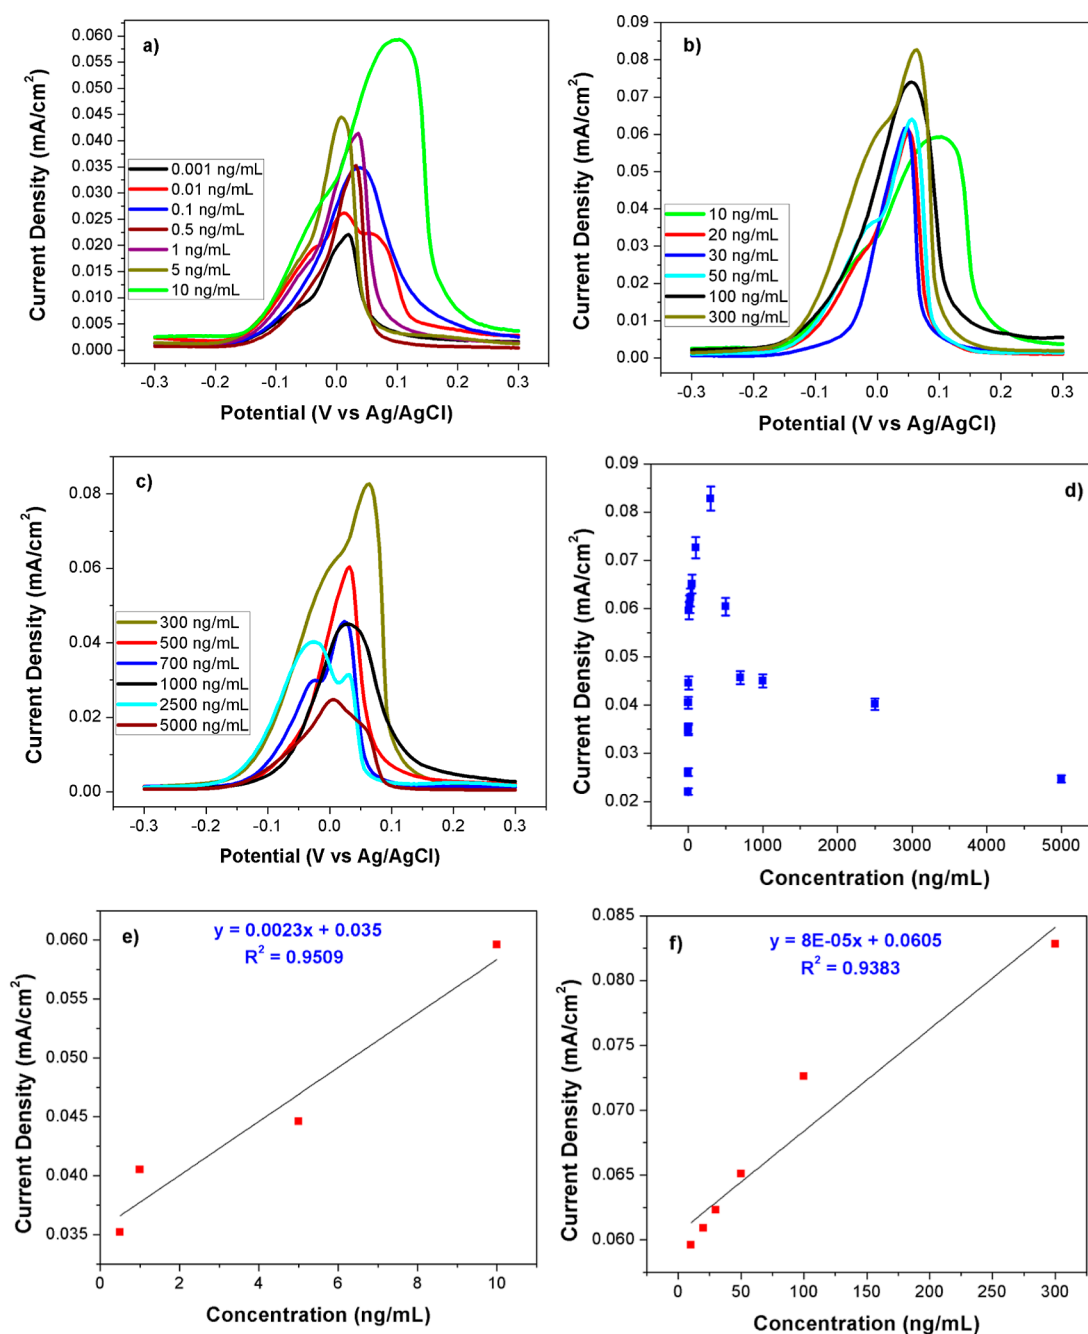 a)
0.060
0.055
0.050
0.045
0.040
0.035
0.030
0.025
0.020
0.015
0.010
0.005
0.000
Current Density (mA/cm²)
0.001 ng/mL
0.01 ng/mL
0.1 ng/mL
0.5 ng/mL
1 ng/mL
5 ng/mL
10 ng/mL
-0.3 -0.2 -0.1 0.0 0.1 0.2 0.3
Potential (V vs Ag/AgCl)
b)
0.09
0.08
0.07
0.06
0.05
0.04
0.03
0.02
0.01
0.00
Current Density (mA/cm²)
10 ng/mL
20 ng/mL
30 ng/mL
50 ng/mL
100 ng/mL
300 ng/mL
-0.3 -0.2 -0.1 0.0 0.1 0.2 0.3
Potential (V vs Ag/AgCl)
c)
0.08
0.06
0.04
0.02
0.00
Current Density (mA/cm²)
300 ng/mL
500 ng/mL
700 ng/mL
1000 ng/mL
2500 ng/mL
5000 ng/mL
-0.3 -0.2 -0.1 0.0 0.1 0.2 0.3
Potential (V vs Ag/AgCl)
d)
0.09
0.08
0.07
0.06
0.05
0.04
0.03
0.02
Current Density (mA/cm²)
0 1000 2000 3000 4000 5000
Concentration (ng/mL)
e)
y = 0.0023x + 0.035
R² = 0.9509
0.060
0.055
0.050
0.045
0.040
0.035
Current Density (mA/cm²)
0 2 4 6 8 10
Concentration (ng/mL)
f)
y = 8E-05x + 0.0605
R² = 0.9383
0.085
0.080
0.075
0.070
0.065
0.060
Current Density (mA/cm²)
0 50 100 150 200 250 300
Concentration (ng/mL)